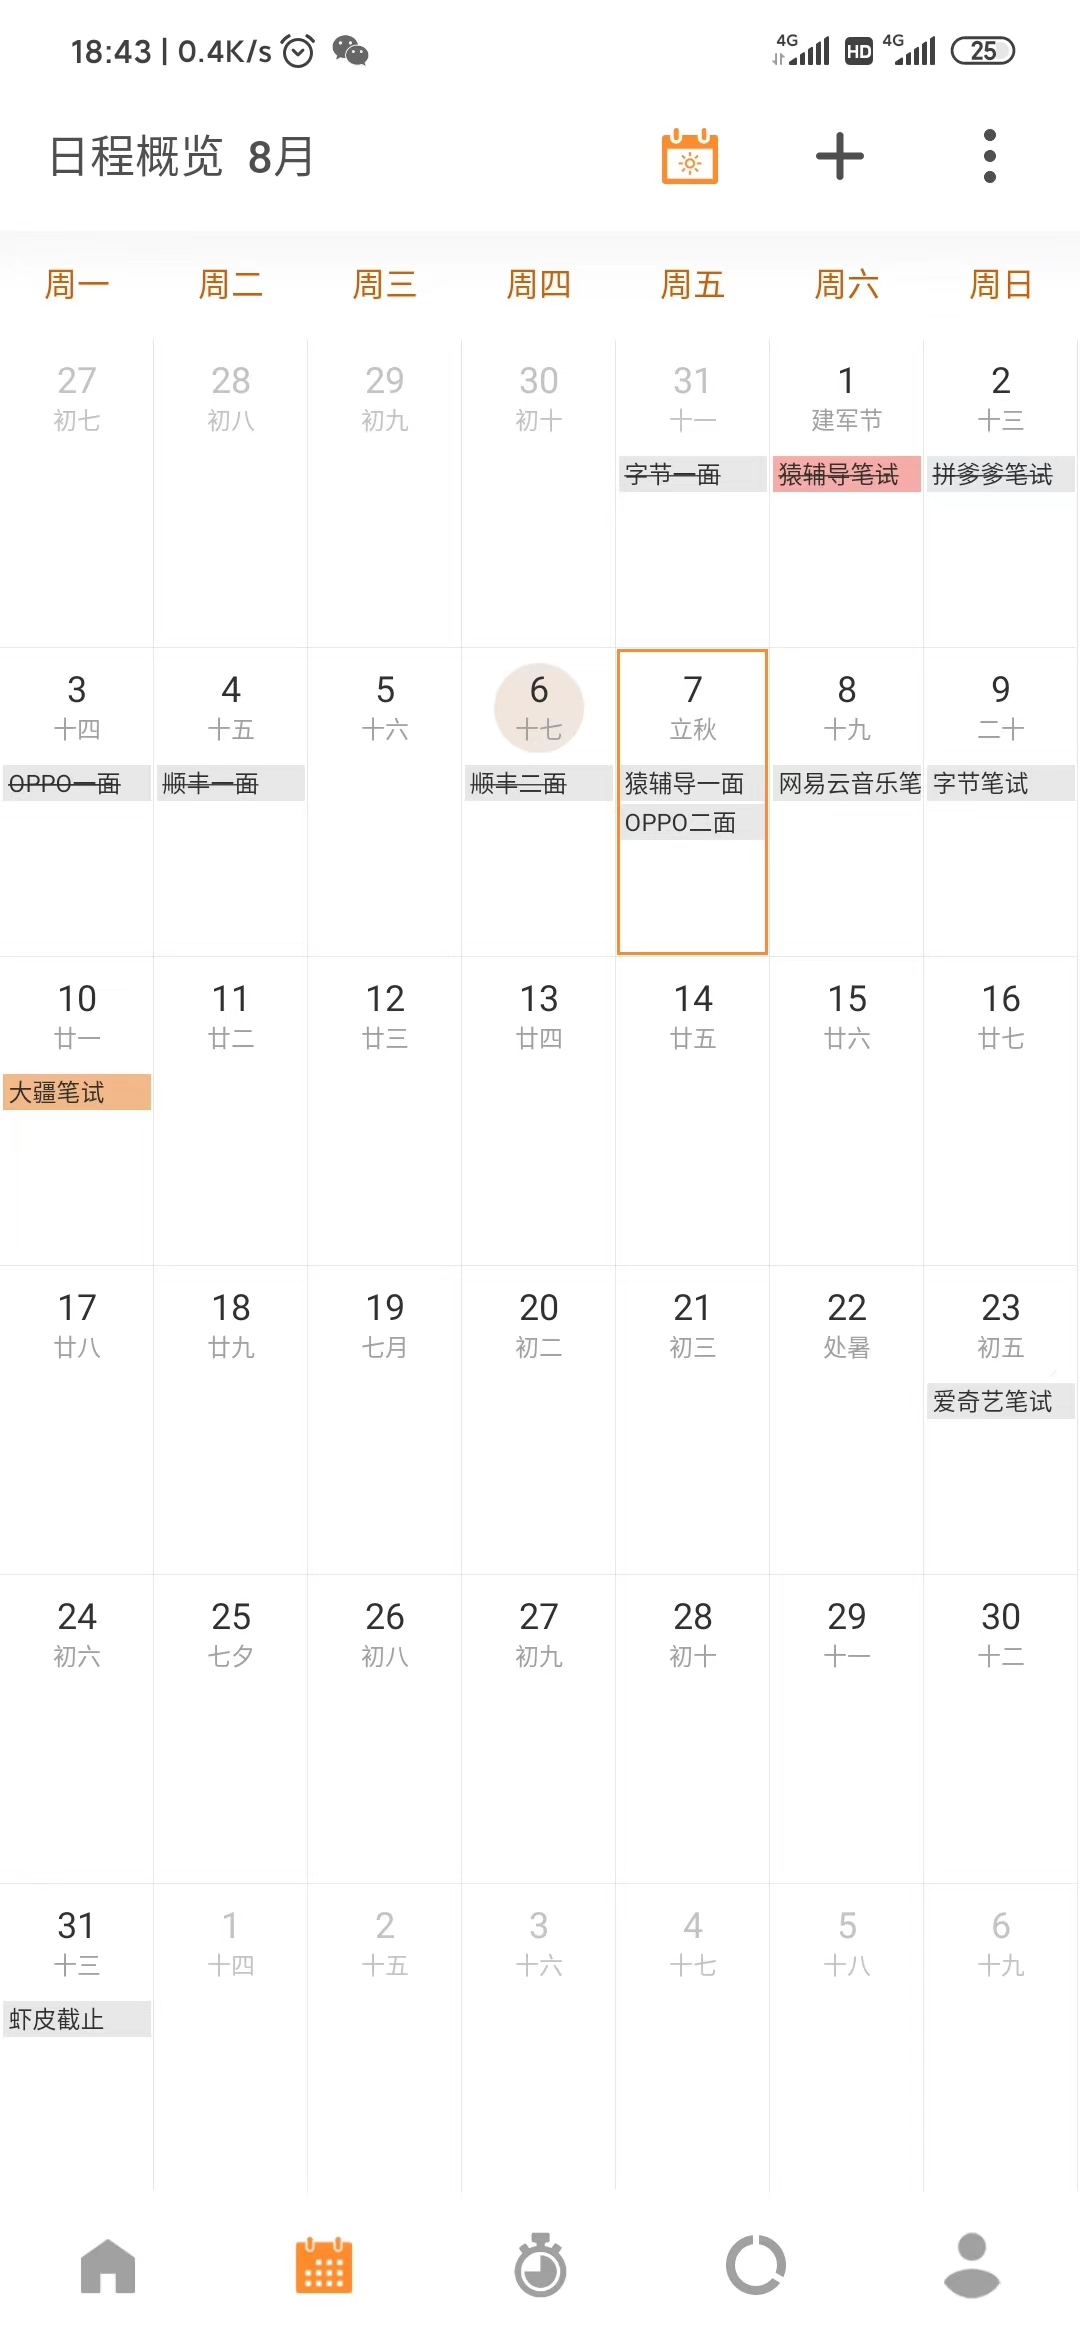 18:43 | 0.4K/s
4G HD 4G 25
日程概览 8月
周一 周二 周三 周四 周五 周六 周日
27 28 29 30 31 1 2
初七 初八 初九 初十 十一 建军节 十三
字节一面 猿辅导笔试 拼爹爹笔试
3 4 5 6 7 8 9
十四 十五 十六 十七 立秋 十九 二十
OPPO一面 顺丰一面 顺丰二面 猿辅导一面 网易云音乐笔 字节笔试
OPPO二面
10 11 12 13 14 15 16
廿一 廿二 廿三 廿四 廿五 廿六 廿七
大疆笔试
17 18 19 20 21 22 23
廿八 廿九 七月 初二 初三 处暑 初五
爱奇艺笔试
24 25 26 27 28 29 30
初六 七夕 初八 初九 初十 十一 十二
31 1 2 3 4 5 6
十三 十四 十五 十六 十七 十八 十九
虾皮截止